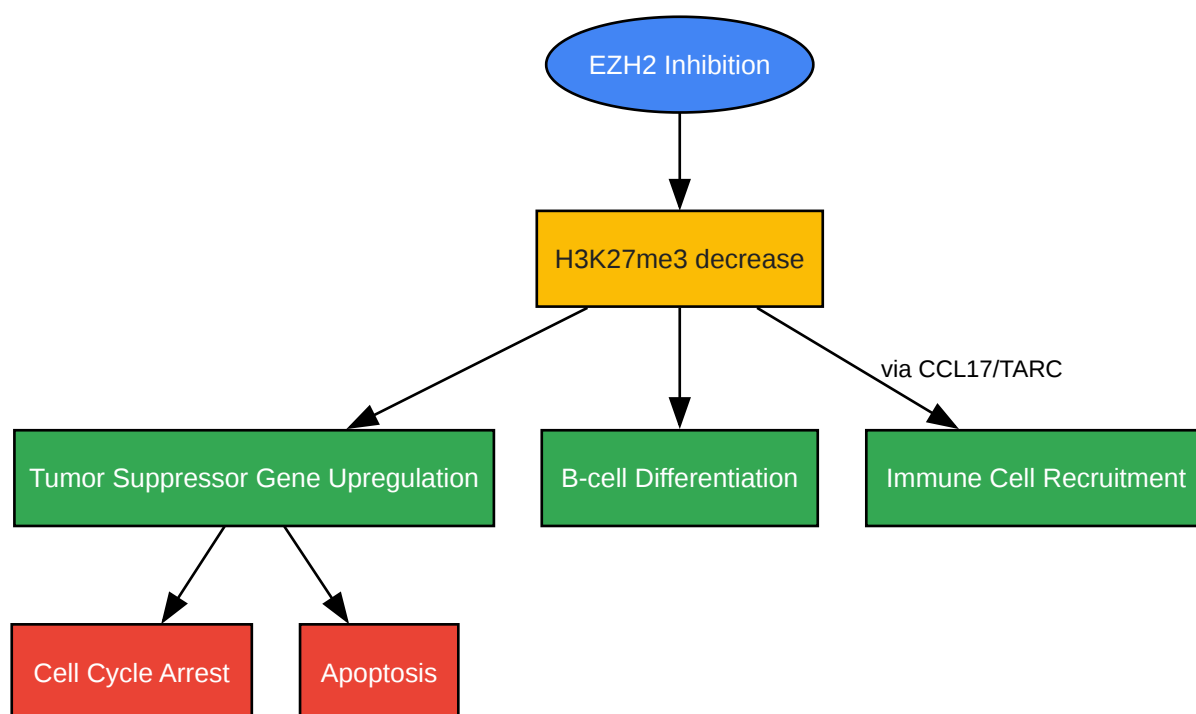 EZH2 Inhibition
H3K27me3 decrease
via CCL17/TARC
Tumor Suppressor Gene Upregulation
B-cell Differentiation
Immune Cell Recruitment
Cell Cycle Arrest
Apoptosis